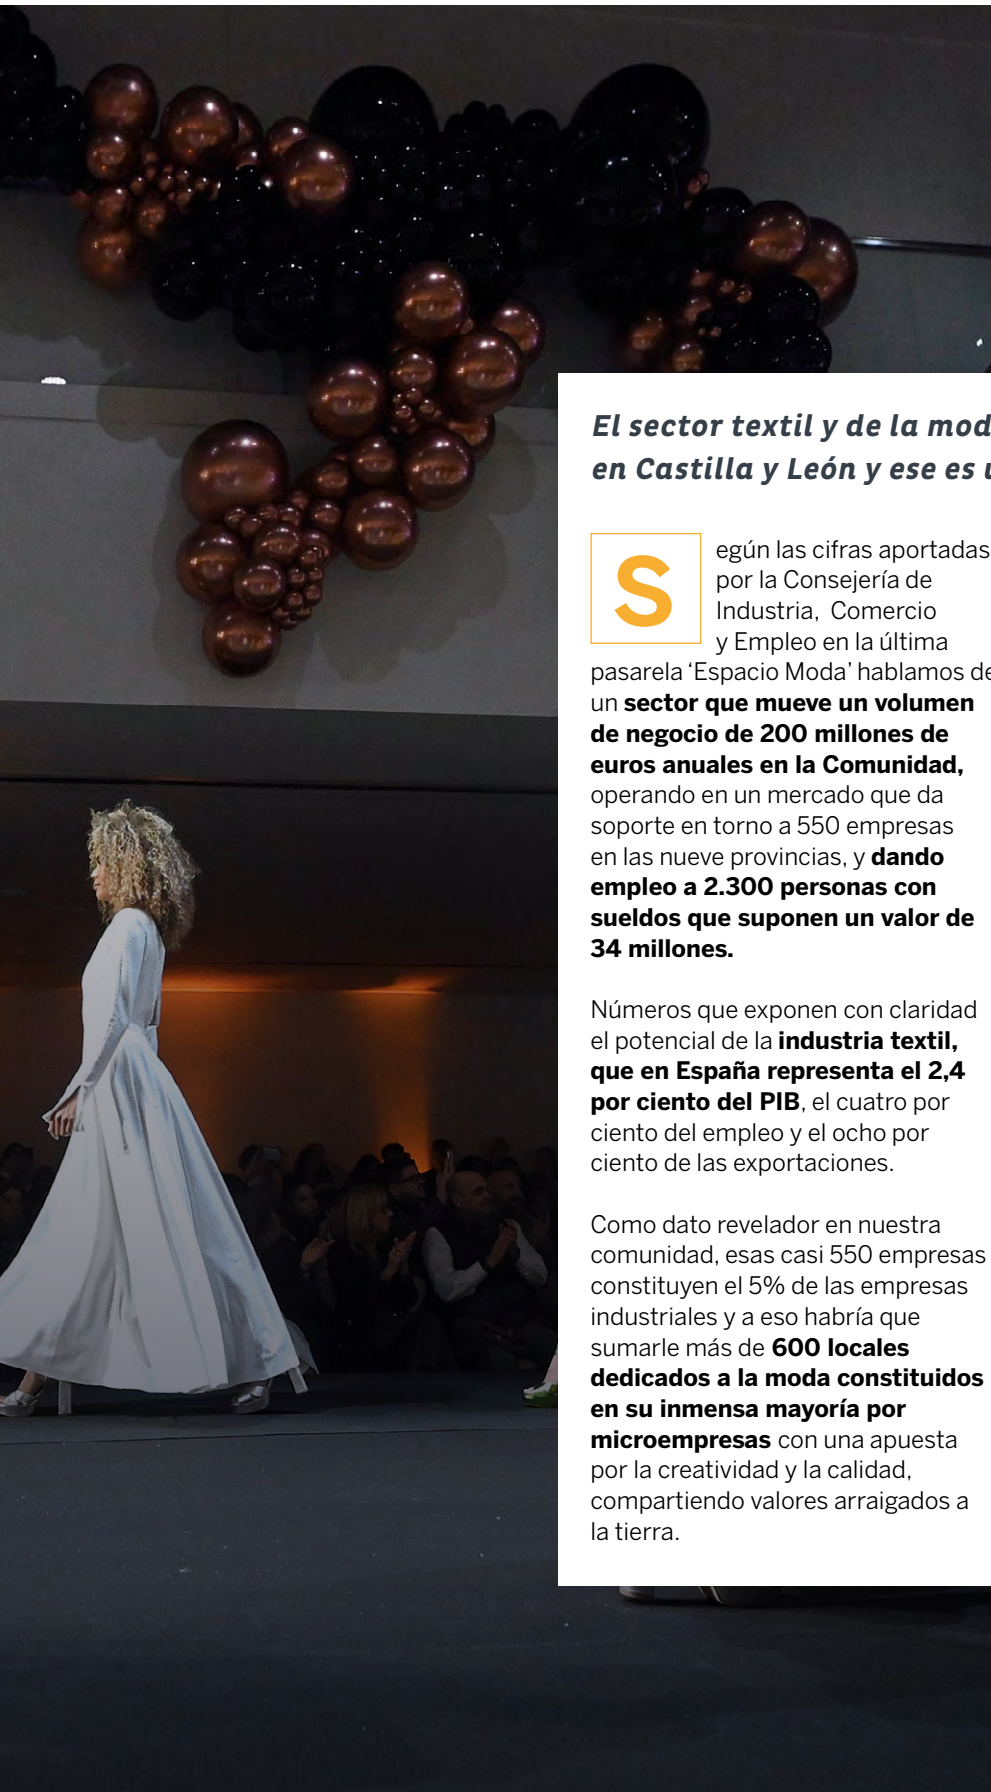 El sector textil y de la mod
en Castilla y León y ese es
Según las cifras aportadas
por la Consejería de
Industria, Comercio
y Empleo en la última
pasarela ‘Espacio Moda’ hablamos de
un sector que mueve un volumen
de negocio de 200 millones de
euros anuales en la Comunidad,
operando en un mercado que da
soporte en torno a 550 empresas
en las nueve provincias, y dando
empleo a 2.300 personas con
sueldos que suponen un valor de
34 millones.
Números que exponen con claridad
el potencial de la industria textil,
que en España representa el 2,4
por ciento del PIB, el cuatro por
ciento del empleo y el ocho por
ciento de las exportaciones.
Como dato revelador en nuestra
comunidad, esas casi 550 empresas
constituyen el 5% de las empresas
industriales y a eso habría que
sumarle más de 600 locales
dedicados a la moda constituidos
en su inmensa mayoría por
microempresas con una apuesta
por la creatividad y la calidad,
compartiendo valores arraigados a
la tierra.